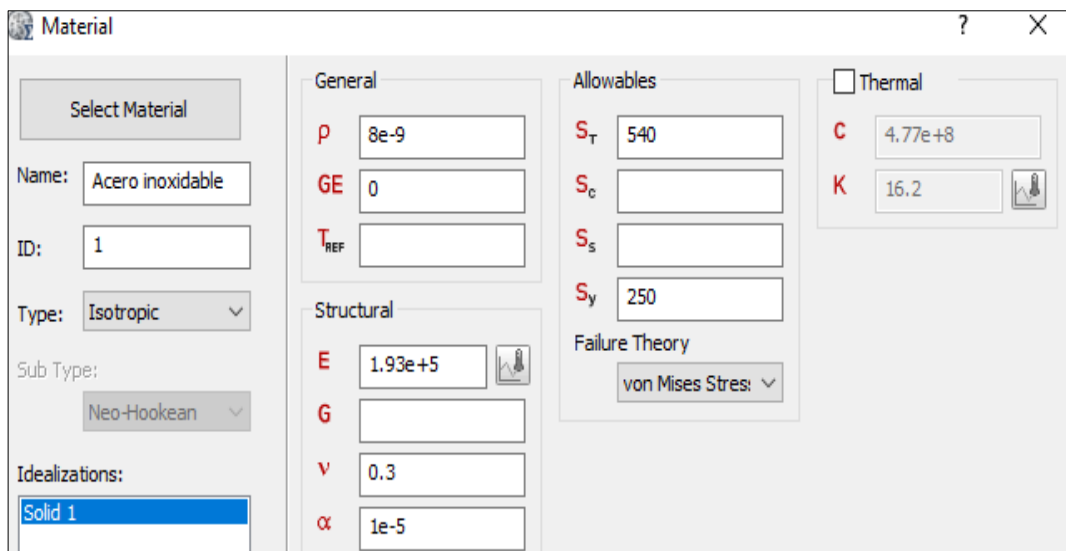 Material
?
X
Select Material
Name: Acero inoxidable
ID: 1
Type: Isotropic
Sub Type:
Neo-Hookean
Idealizations:
Solid 1
General
ρ 8e-9
GE 0
TREF
Structural
E 1.93e+5
G
ν 0.3
α 1e-5
Allowables
ST 540
Sc
Ss
Sy 250
Failure Theory
von Mises Stres
Thermal
C 4.77e+8
K 16.2